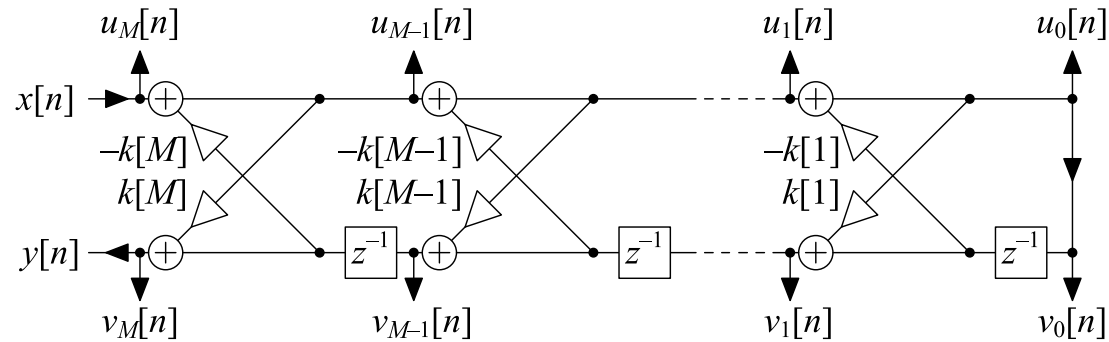 u_M[n] u_{M-1}[n] u_1[n] u_0[n]
x[n] + + +
-k[M] -k[M-1] -k[1]
k[M] k[M-1] k[1]
y[n] + z^{-1} + z^{-1} + z^{-1}
v_M[n] v_{M-1}[n] v_1[n] v_0[n]